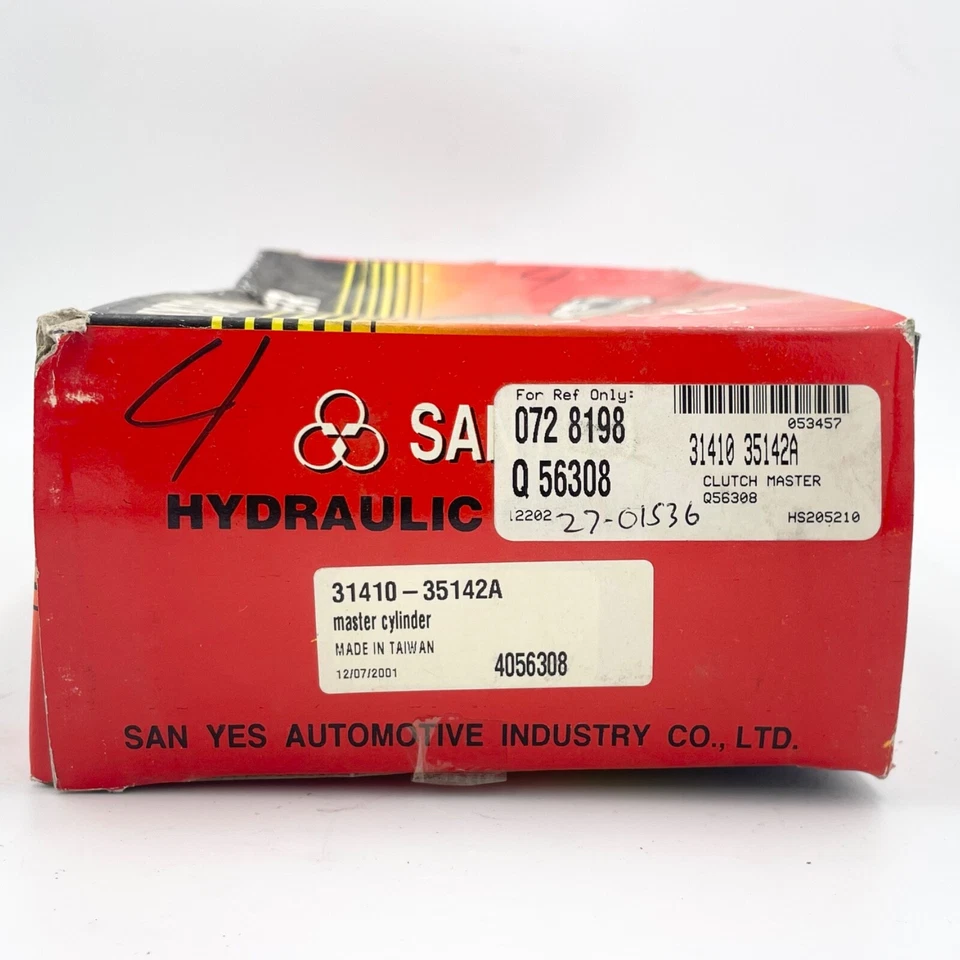 4
SAN
HYDRAULIC
For Ref Only:
072 8198
Q 56308
12202 27-01536
053457
31410 35142A
CLUTCH MASTER
Q56308
HS205210
31410-35142A
master cylinder
MADE IN TAIWAN
12/07/2001
4056308
SAN YES AUTOMOTIVE INDUSTRY CO., LTD.